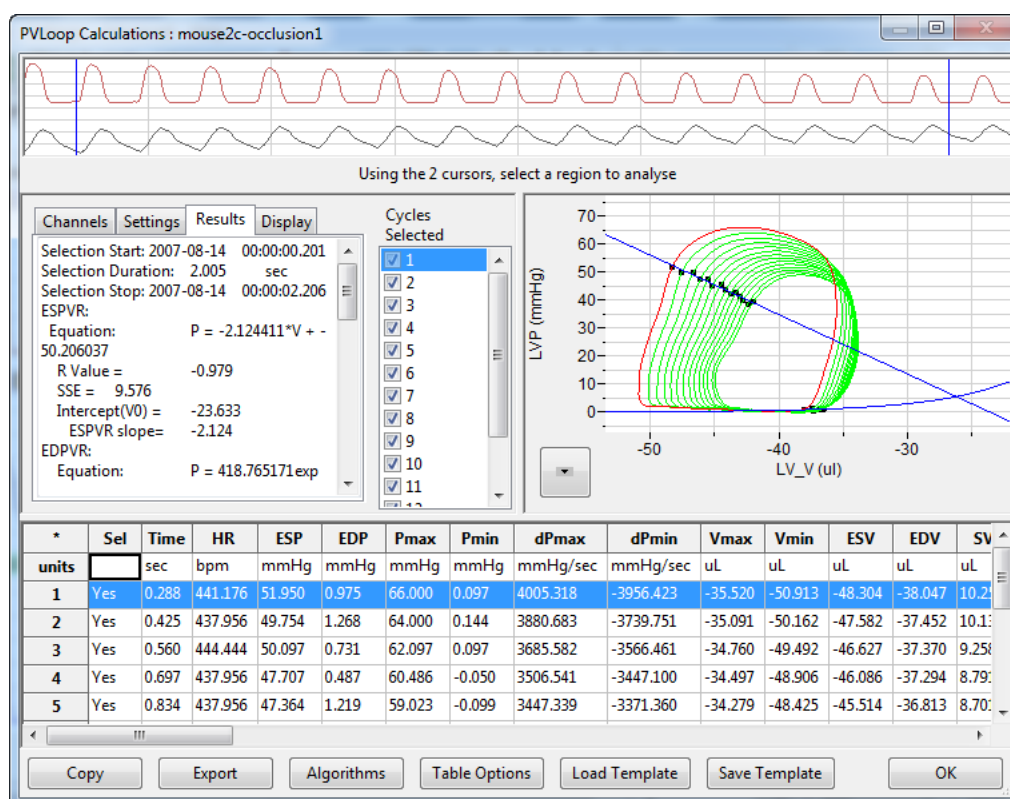 PVLoop Calculations : mouse2c-occlusion1
Using the 2 cursors, select a region to analyse
Channels Settings Results Display
Selection Start: 2007-08-14 00:00:00.201
Selection Duration: 2.005 sec
Selection Stop: 2007-08-14 00:00:02.206
ESPVR:
Equation: P = -2.124411*V + -
50.206037
R Value = -0.979
SSE = 9.576
Intercept(V0) = -23.633
ESPVR slope= -2.124
EDPVR:
Equation: P = 418.765171exp
Cycles
Selected
1
2
3
4
5
6
7
8
9
10
11
LVP (mmHg)
70
60
50
40
30
20
10
0
-50 -40 -30
LV_V (ul)
* Sel Time HR ESP EDP Pmax Pmin dPmax dPmin Vmax Vmin ESV EDV SV
units sec bpm mmHg mmHg mmHg mmHg mmHg/sec mmHg/sec uL uL uL uL uL
1 Yes 0.288 441.176 51.950 0.975 66.000 0.097 4005.318 -3956.423 -35.520 -50.913 -48.304 -38.047 10.25
2 Yes 0.425 437.956 49.754 1.268 64.000 0.144 3880.683 -3739.751 -35.091 -50.162 -47.582 -37.452 10.13
3 Yes 0.560 444.444 50.097 0.731 62.097 0.097 3685.582 -3566.461 -34.760 -49.492 -46.627 -37.370 9.258
4 Yes 0.697 437.956 47.707 0.487 60.486 -0.050 3506.541 -3447.100 -34.497 -48.906 -46.086 -37.294 8.791
5 Yes 0.834 437.956 47.364 1.219 59.023 -0.099 3447.339 -3371.360 -34.279 -48.425 -45.514 -36.813 8.701
Copy Export Algorithms Table Options Load Template Save Template OK